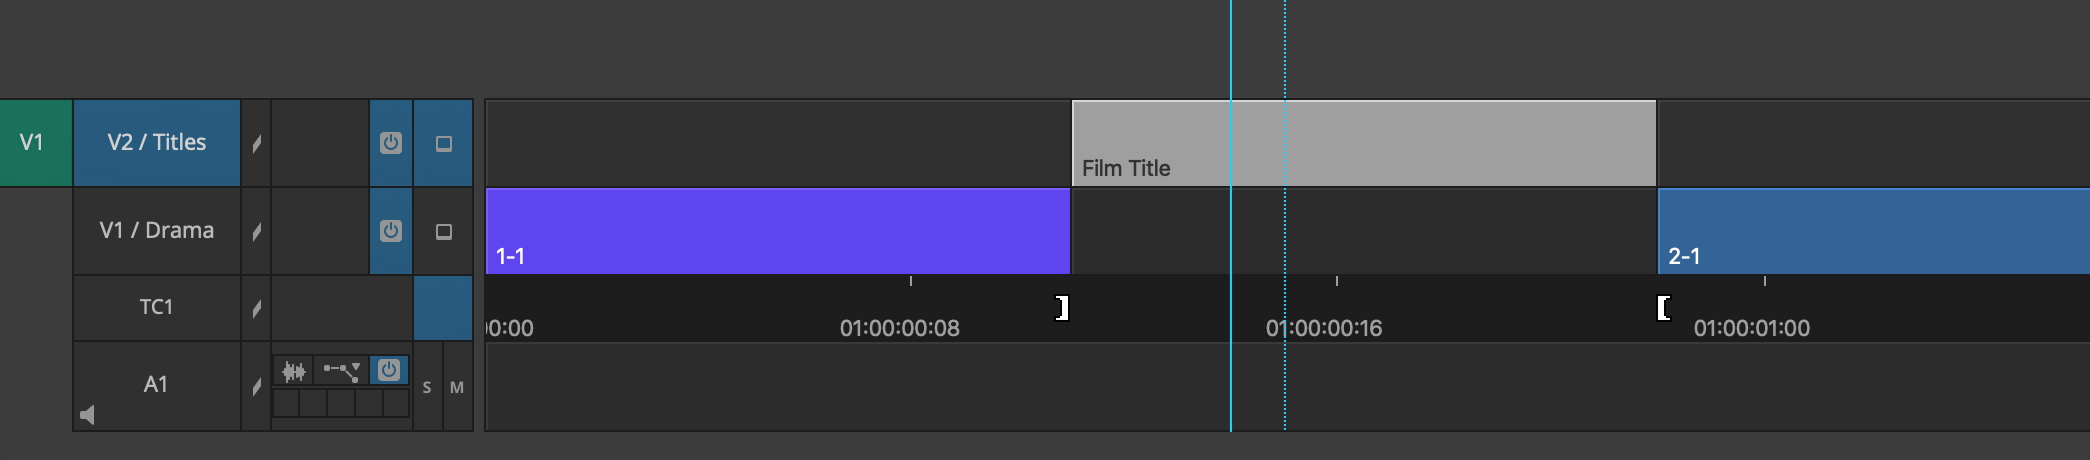 V1
V2 / Titles
Film Title
V1 / Drama
1-1
2-1
TC1
00:00
01:00:00:08
01:00:00:16
01:00:01:00
A1
S
M